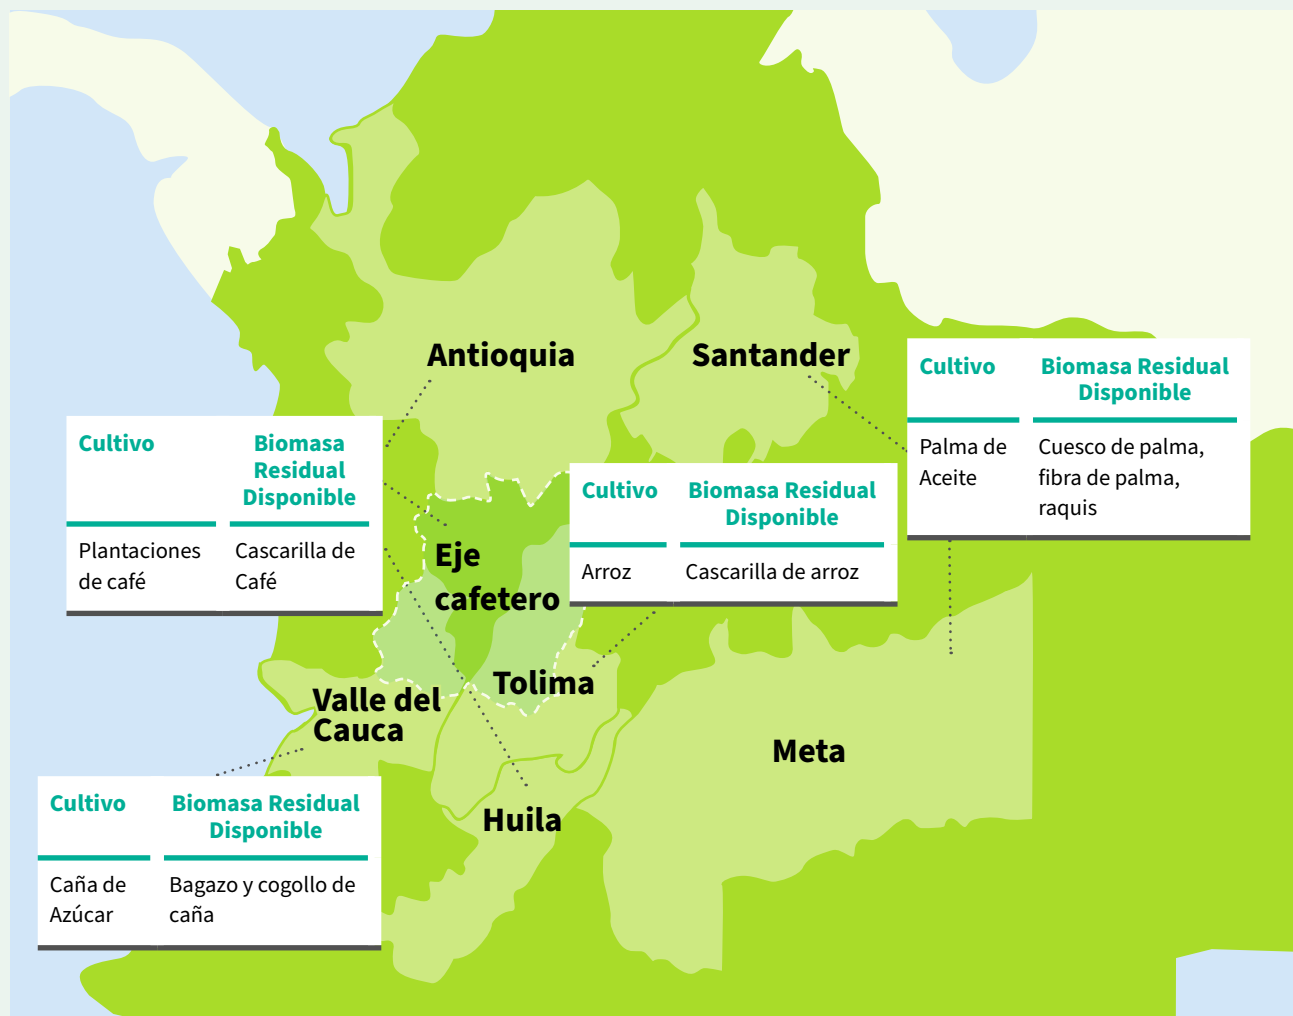 Antioquia
Santander
Cultivo
Biomasa Residual
Disponible
Palma de
Aceite
Cuesco de palma,
fibra de palma,
raquis
Cultivo
Biomasa
Residual
Disponible
Plantaciones
de café
Cascarilla de
Café
Cultivo
Biomasa Residual
Disponible
Arroz
Cascarilla de arroz
Eje
cafetero
Tolima
Valle del
Cauca
Meta
Huila
Cultivo
Biomasa Residual
Disponible
Caña de
Azúcar
Bagazo y cogollo de
caña